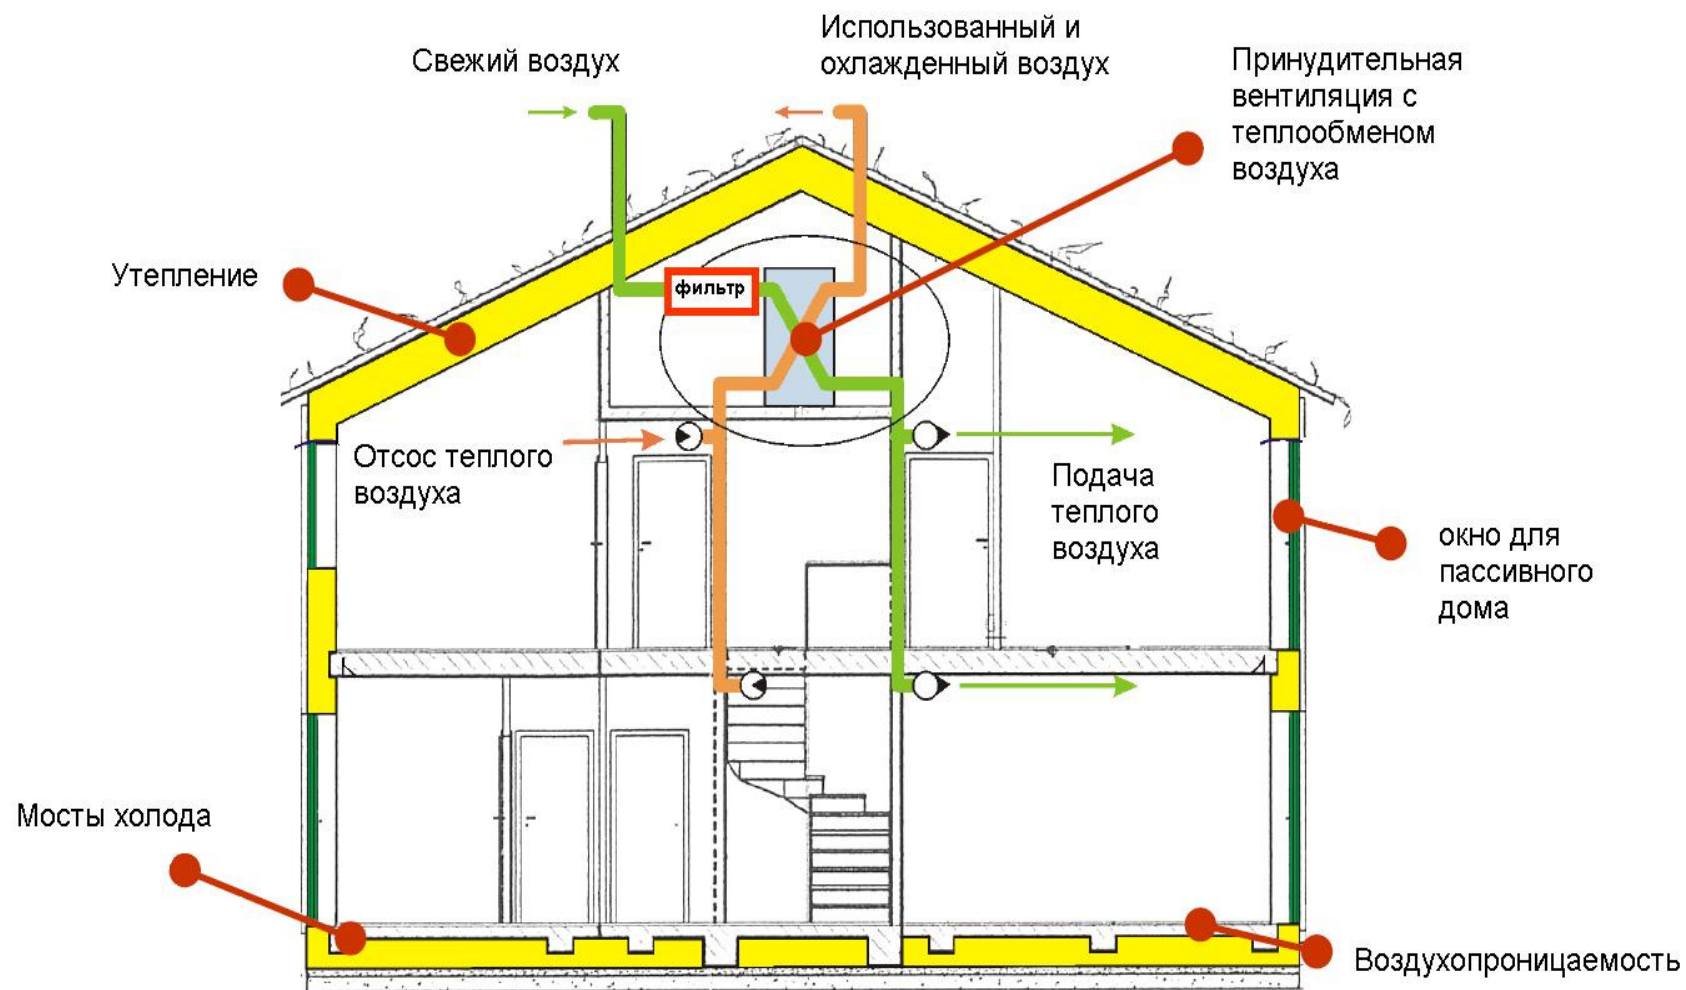 Свежий воздух
Использованный и
охлажденный воздух
Принудительная
вентиляция с
теплообменом
воздуха
Утепление
фильтр
Отсос теплого
воздуха
Подача
теплого
воздуха
окно для
пассивного
дома
Мосты холода
Воздухопроницаемость